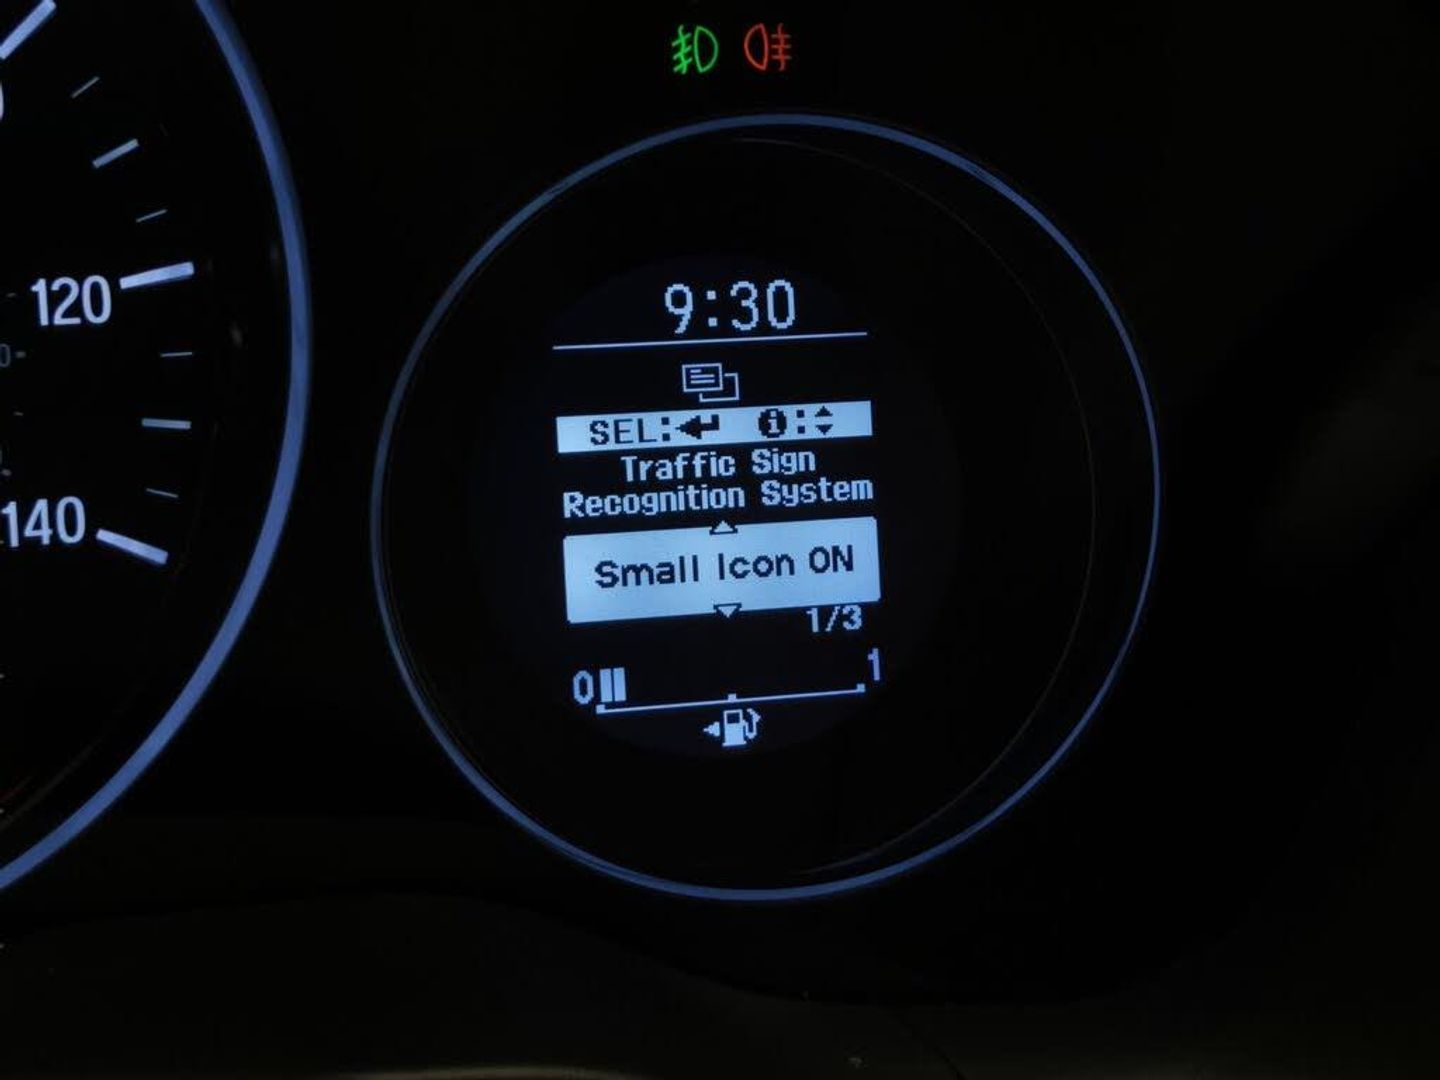 9:30
SEL:
:
Traffic Sign
Recognition System
Small Icon ON
1/3
0 1
120
140